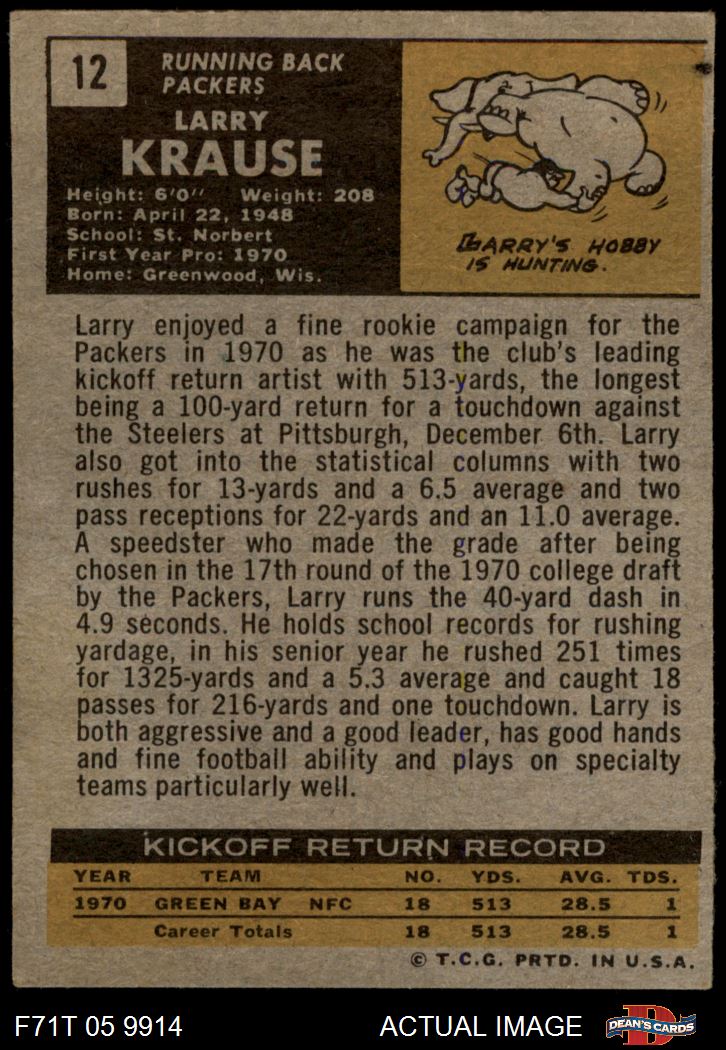 12
RUNNING BACK
PACKERS
LARRY
KRAUSE
Height: 6'0" Weight: 208
Born: April 22, 1948
School: St. Norbert
First Year Pro: 1970
Home: Greenwood, Wis.
LARRY'S HOBBY
IS HUNTING.
Larry enjoyed a fine rookie campaign for the
Packers in 1970 as he was the club's leading
kickoff return artist with 513-yards, the longest
being a 100-yard return for a touchdown against
the Steelers at Pittsburgh, December 6th. Larry
also got into the statistical columns with two
rushes for 13-yards and a 6.5 average and two
pass receptions for 22-yards and an 11.0 average.
A speedster who made the grade after being
chosen in the 17th round of the 1970 college draft
by the Packers, Larry runs the 40-yard dash in
4.9 seconds. He holds school records for rushing
yardage, in his senior year he rushed 251 times
for 1325-yards and a 5.3 average and caught 18
passes for 216-yards and one touchdown. Larry is
both aggressive and a good leader, has good hands
and fine football ability and plays on specialty
teams particularly well.
KICKOFF RETURN RECORD
YEAR TEAM NO. YDS. AVG. TDS.
1970 GREEN BAY NFC 18 513 28.5 1
Career Totals 18 513 28.5 1
© T.C.G. PRTD. IN U.S.A.
F71T 05 9914 ACTUAL IMAGE D DEAN'S CARDS